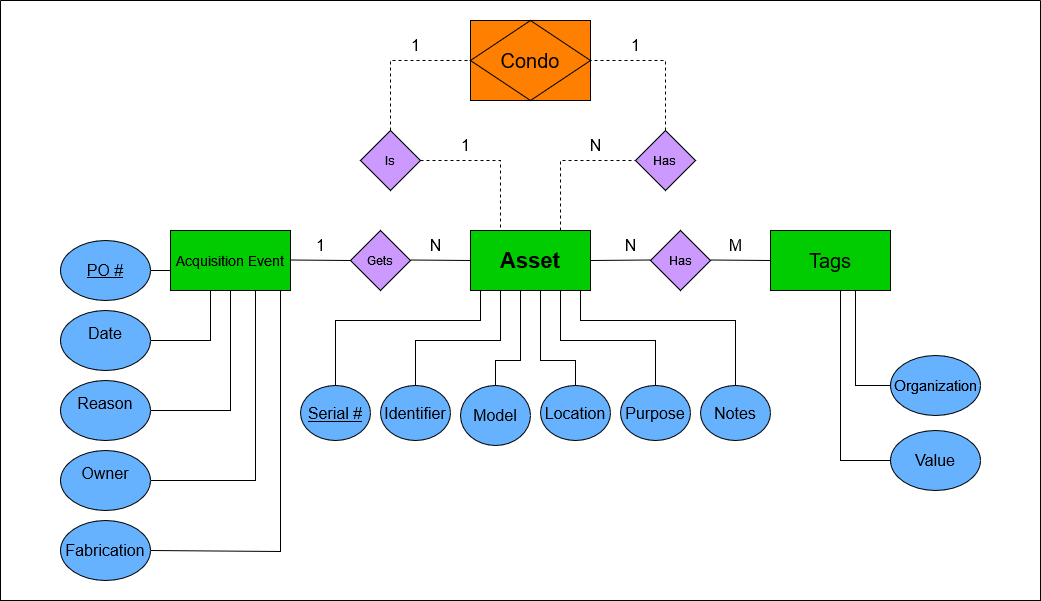 1
Condo
1
Is
1
N
Has
PO #
Acquisition Event
1
Gets
N
Asset
N
Has
M
Tags
Date
Reason
Owner
Fabrication
Serial #
Identifier
Model
Location
Purpose
Notes
Organization
Value